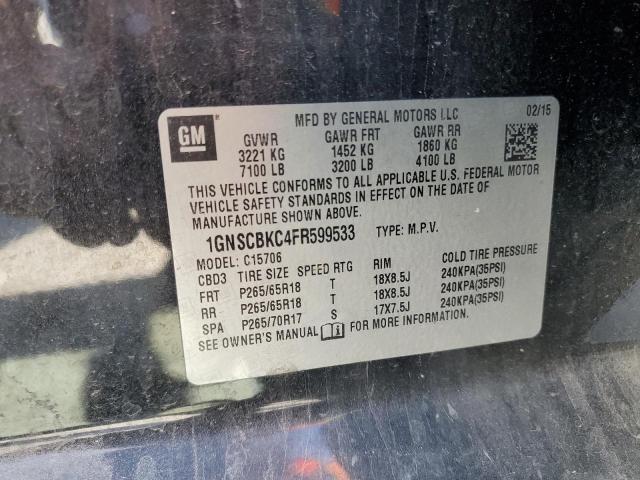 GM
MFD BY GENERAL MOTORS LLC 02/15
GVWR GAWR FRT GAWR RR
3221 KG 1452 KG 1860 KG
7100 LB 3200 LB 4100 LB
THIS VEHICLE CONFORMS TO ALL APPLICABLE U.S. FEDERAL MOTOR
VEHICLE SAFETY STANDARDS IN EFFECT ON THE DATE OF
MANUFACTURE SHOWN ABOVE.
1GNSCBKC4FR599533 TYPE: M.P.V.
MODEL: C15706
CBD3 TIRE SIZE SPEED RTG RIM COLD TIRE PRESSURE
FRT P265/65R18 T 18X8.5J 240KPA(35PSI)
RR P265/65R18 T 18X8.5J 240KPA(35PSI)
SPA P265/70R17 S 17X7.5J 240KPA(35PSI)
SEE OWNER'S MANUAL FOR MORE INFORMATION.